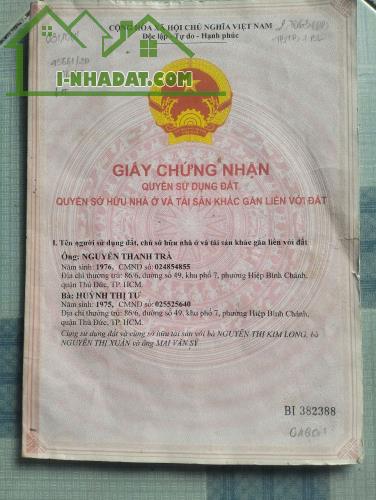 CỘNG HÒA XÃ HỘI CHỦ NGHĨA VIỆT NAM
Độc lập - Tự do - Hạnh phúc
I-NHADAT.COM
GIẤY CHỨNG NHẬN
QUYỀN SỬ DỤNG ĐẤT
QUYỀN SỞ HỮU NHÀ Ở VÀ TÀI SẢN KHÁC GẮN LIỀN VỚI ĐẤT
I. Tên người sử dụng đất, chủ sở hữu nhà ở và tài sản khác gắn liền với đất
Ông: NGUYỄN THANH TRÀ
Năm sinh: 1976, CMND số: 024854855
Địa chỉ thường trú: 86/6, đường số 49, khu phố 7, phường Hiệp Bình Chánh,
quận Thủ Đức, TP. HCM.
Bà: HUỲNH THỊ TƯ
Năm sinh: 1975, CMND số: 025525640
Địa chỉ thường trú: 86/6, đường số 49, khu phố 7, phường Hiệp Bình Chánh,
quận Thủ Đức, TP. HCM.
Cùng sử dụng đất và cùng sở hữu tài sản với bà NGUYỄN THỊ KIM LONG, bà
NGUYỄN THỊ XUÂN và ông MAI VĂN SỸ
BI 382388